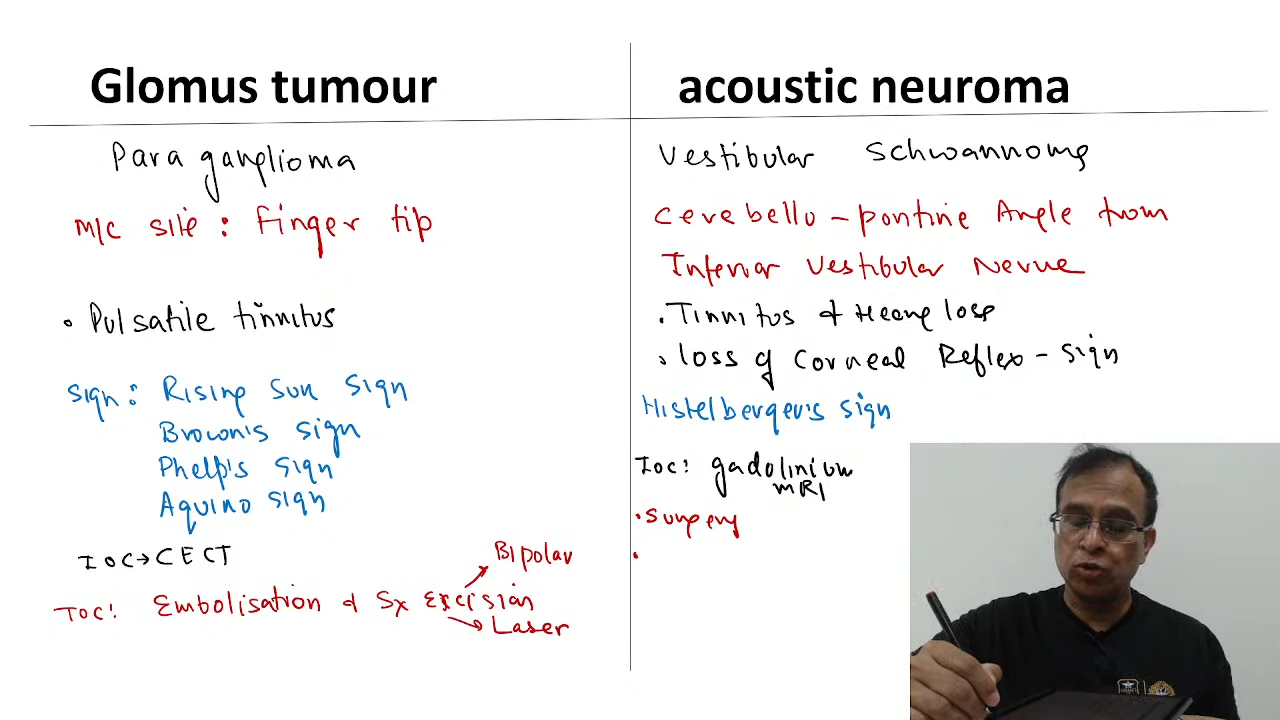 Glomus tumour
Para ganglioma
M/C site : Finger tip
• Pulsatile tinnitus
Sign : Rising Sun Sign
Brown's sign
Phelp's sign
Aquino sign
IOC → CECT
TOC: Embolisation & Sx Excision
Bipolar
Laser
acoustic neuroma
Vestibular Schwannoma
Cerebello - pontine Angle from
Inferior Vestibular Nerve
• Tinnitus & Hearing loss
• Loss of Corneal Reflex - Sign
Histelberger's Sign
IOC: gadolinium
MRI
• Surgery
•